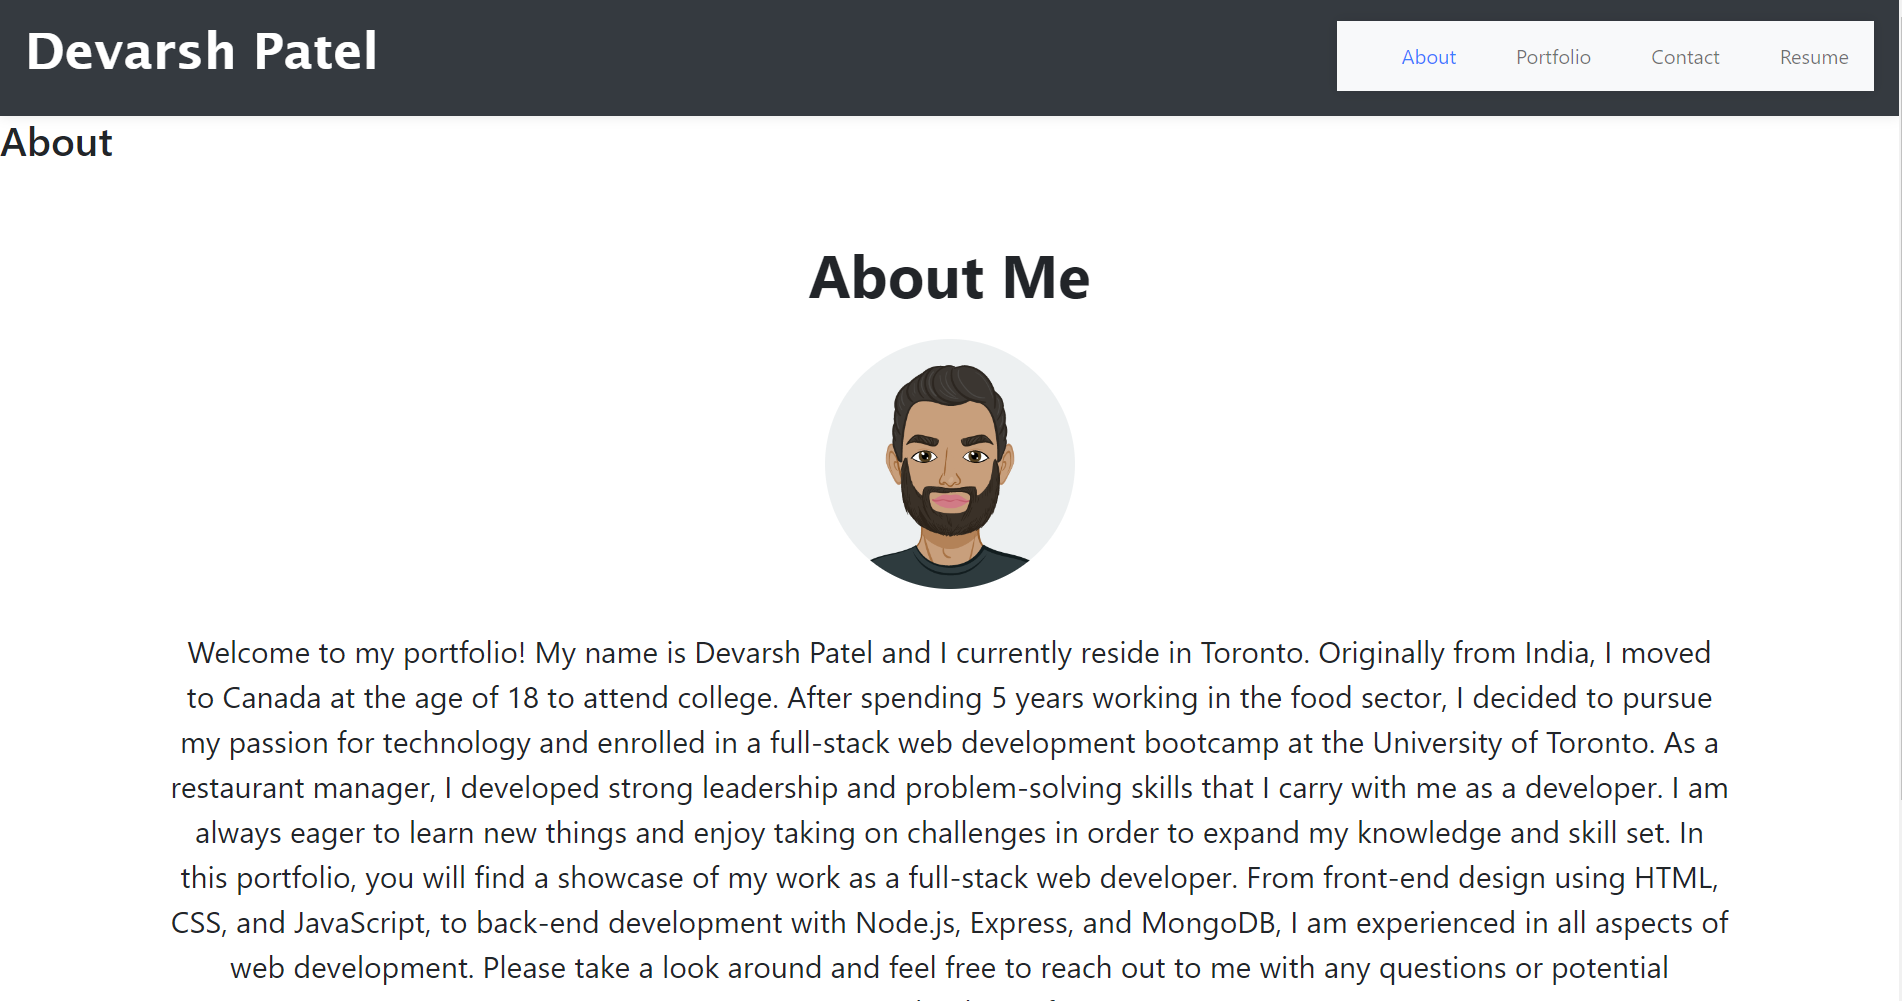 Devarsh Patel
About Portfolio Contact Resume
About
About Me
Welcome to my portfolio! My name is Devarsh Patel and I currently reside in Toronto. Originally from India, I moved
to Canada at the age of 18 to attend college. After spending 5 years working in the food sector, I decided to pursue
my passion for technology and enrolled in a full-stack web development bootcamp at the University of Toronto. As a
restaurant manager, I developed strong leadership and problem-solving skills that I carry with me as a developer. I am
always eager to learn new things and enjoy taking on challenges in order to expand my knowledge and skill set. In
this portfolio, you will find a showcase of my work as a full-stack web developer. From front-end design using HTML,
CSS, and JavaScript, to back-end development with Node.js, Express, and MongoDB, I am experienced in all aspects of
web development. Please take a look around and feel free to reach out to me with any questions or potential